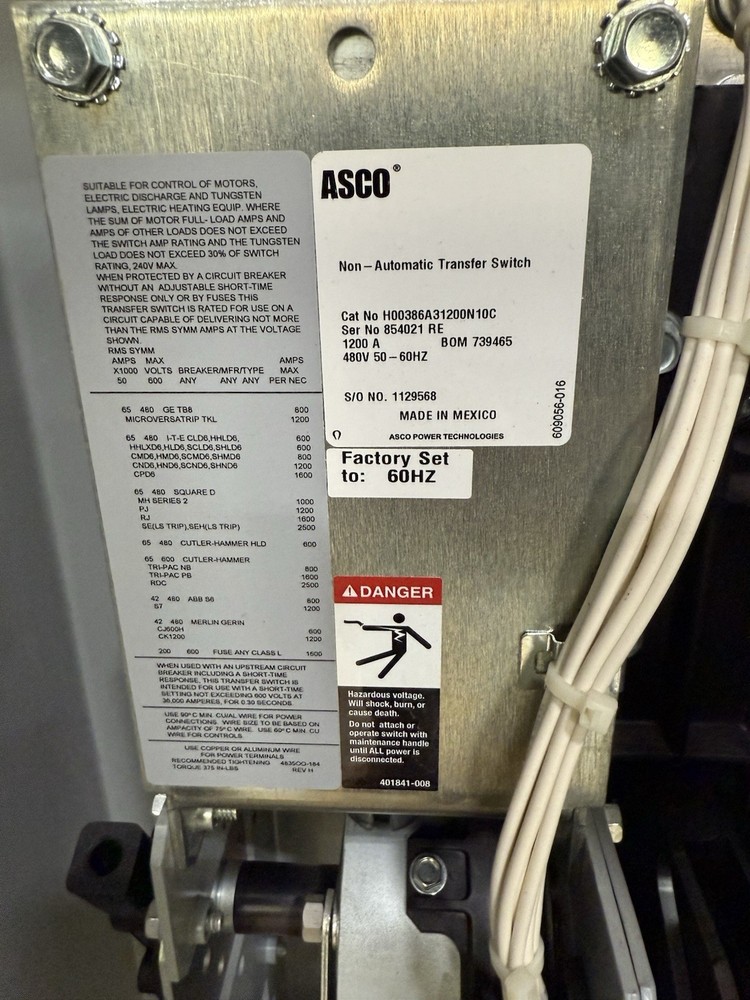 SUITABLE FOR CONTROL OF MOTORS,
ELECTRIC DISCHARGE AND TUNGSTEN
LAMPS, ELECTRIC HEATING EQUIP. WHERE
THE SUM OF MOTOR FULL- LOAD AMPS AND
AMPS OF OTHER LOADS DOES NOT EXCEED
THE SWITCH AMP RATING AND THE TUNGSTEN
LOAD DOES NOT EXCEED 30% OF SWITCH
RATING, 240V MAX.
WHEN PROTECTED BY A CIRCUIT BREAKER
WITHOUT AN ADJUSTABLE SHORT-TIME
RESPONSE ONLY OR BY FUSES THIS
TRANSFER SWITCH IS RATED FOR USE ON A
CIRCUIT CAPABLE OF DELIVERING NOT MORE
THAN THE RMS SYMM AMPS AT THE VOLTAGE
SHOWN.
RMS SYMM
AMPS MAX AMPS
X1000 VOLTS BREAKER/MFR/TYPE MAX
50 600 ANY ANY ANY PER NEC
65 480 GE TB8 800
MICROVERSATRIP TKL 1200
65 480 I-T-E CLD6,HHLD6, 600
HHLXD6,HLD6,SCLD6,SHLD6 600
CMD6,HMD6,SCMD6,SHMD6 800
CND6,HND6,SCND6,SHND6 1200
CPD6 1600
65 480 SQUARE D
MH SERIES 2 1000
PJ 1200
RJ 1600
SE(LS TRIP),SEH(LS TRIP) 2500
65 480 CUTLER-HAMMER HLD 600
65 600 CUTLER-HAMMER
TRI-PAC NB 800
TRI-PAC PB 1600
RDC 2500
42 480 ABB S6 800
S7 1200
42 480 MERLIN GERIN
CJ600H 600
CK1200 1200
200 600 FUSE ANY CLASS L 1600
WHEN USED WITH AN UPSTREAM CIRCUIT
BREAKER INCLUDING A SHORT-TIME
RESPONSE, THIS TRANSFER SWITCH IS
INTENDED FOR USE WITH A SHORT-TIME
SETTING NOT EXCEEDING 600 VOLTS AT
36,000 AMPERES, FOR 0.30 SECONDS.
USE 90°C MIN. CU/AL WIRE FOR POWER
CONNECTIONS. WIRE SIZE TO BE BASED ON
AMPACITY OF 75°C WIRE. USE 60°C MIN. CU
WIRE FOR CONTROLS.
USE COPPER OR ALUMINUM WIRE
FOR POWER TERMINALS
RECOMMENDED TIGHTENING 483500-184
TORQUE 375 IN-LBS REV H
ASCO®
Non-Automatic Transfer Switch
Cat No H00386A31200N10C
Ser No 854021 RE
1200 A BOM 739465
480V 50-60HZ
S/O NO. 1129568
MADE IN MEXICO
ASCO POWER TECHNOLOGIES
609056-016
Factory Set
to: 60HZ
DANGER
Hazardous voltage.
Will shock, burn, or
cause death.
Do not attach or
operate switch with
maintenance handle
until ALL power is
disconnected.
401841-008